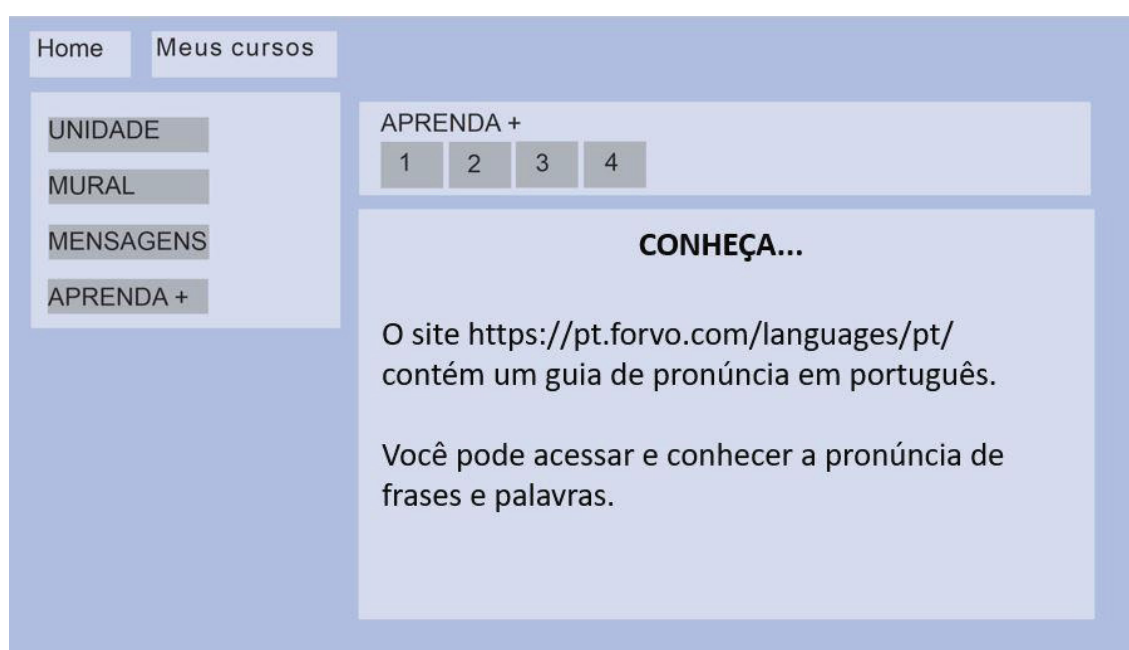 Home
Meus cursos
UNIDADE
MURAL
MENSAGENS
APRENDA +
APRENDA +
1 2 3 4
CONHEÇA...
O site https://pt.forvo.com/languages/pt/
contém um guia de pronúncia em português.
Você pode acessar e conhecer a pronúncia de
frases e palavras.